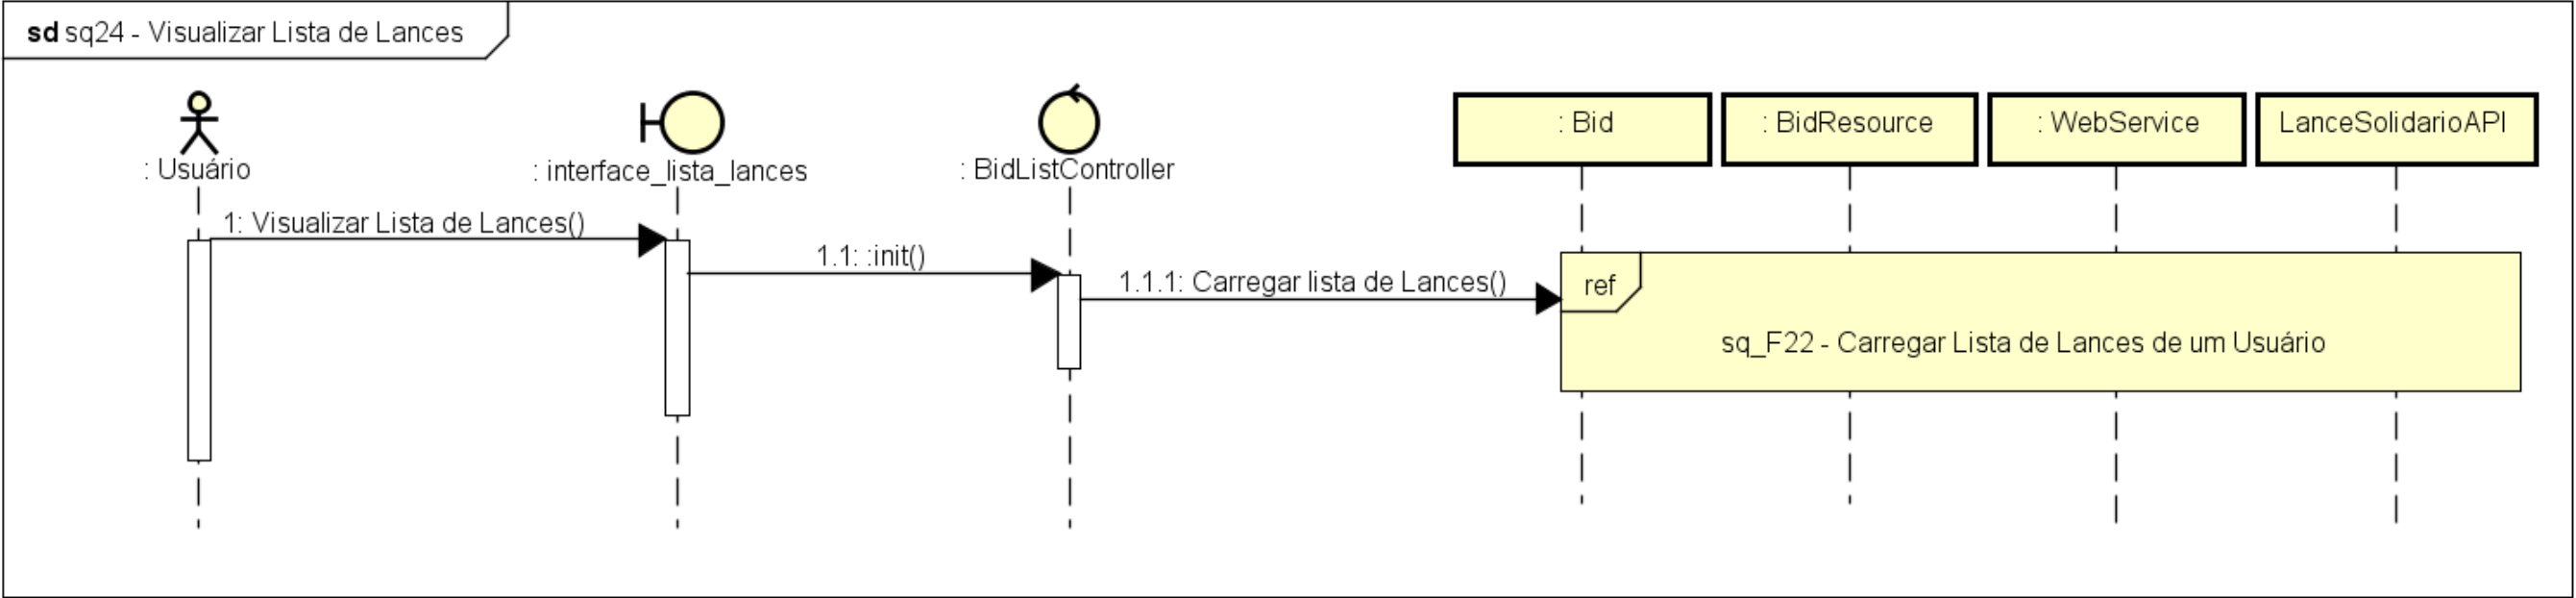 sd sq24 - Visualizar Lista de Lances
: Usuário
: interface_lista_lances
: BidListController
: Bid
: BidResource
: WebService
LanceSolidarioAPI
1: Visualizar Lista de Lances()
1.1: :init()
1.1.1: Carregar lista de Lances()
ref
sq_F22 - Carregar Lista de Lances de um Usuário